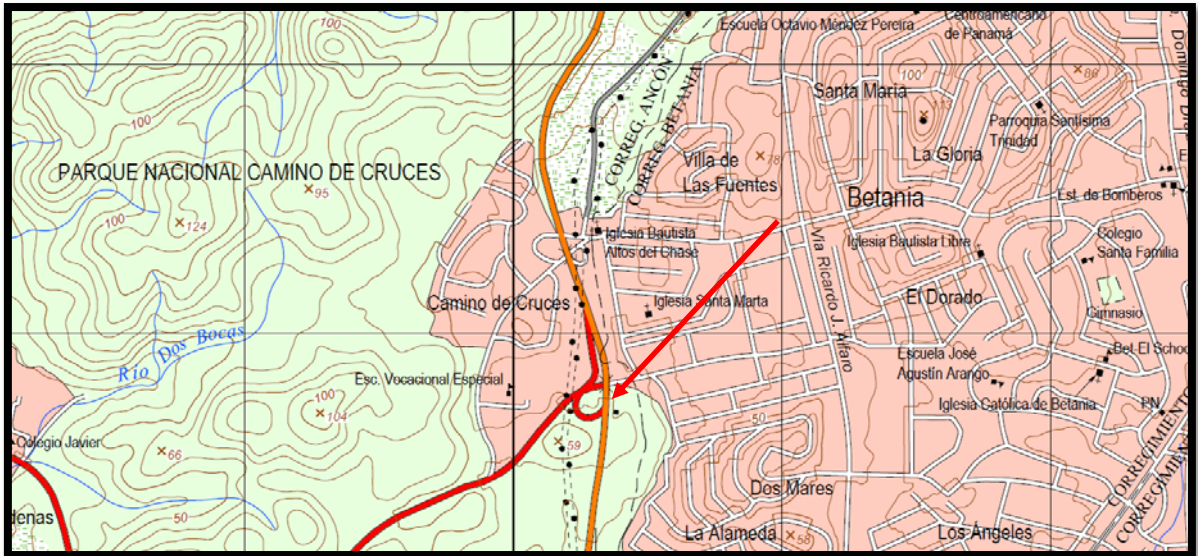 100
Escuela Octavio Méndez Pereira
Centroamericano
de Panamá
Domingo Día
100
86
Santa Maria
113
Parroquia Santísima
Trinidad
100
CORREG. ANCÓN
CORREG. BETANIA
Villa de
Las Fuentes
78
La Gloria
PARQUE NACIONAL CAMINO DE CRUCES
95
Betania
Est. de Bomberos
100
124
Iglesia Bautista
Altos del Chase
Vía Ricardo J. Alfaro
Iglesia Bautista Libre
Colegio
Santa Familia
Camino de Cruces
Iglesia Santa Marta
El Dorado
Gimnasio
Río Dos Bocas
Escuela José
Agustín Arango
Bet-El Schoo
Esc. Vocacional Especial
100
104
50
Iglesia Católica de Betania
PN
Colegio Javier
66
59
CORREGIMIENTO
CORREGIMIEN
denas
50
Dos Mares
La Alameda
58
Los Ángeles